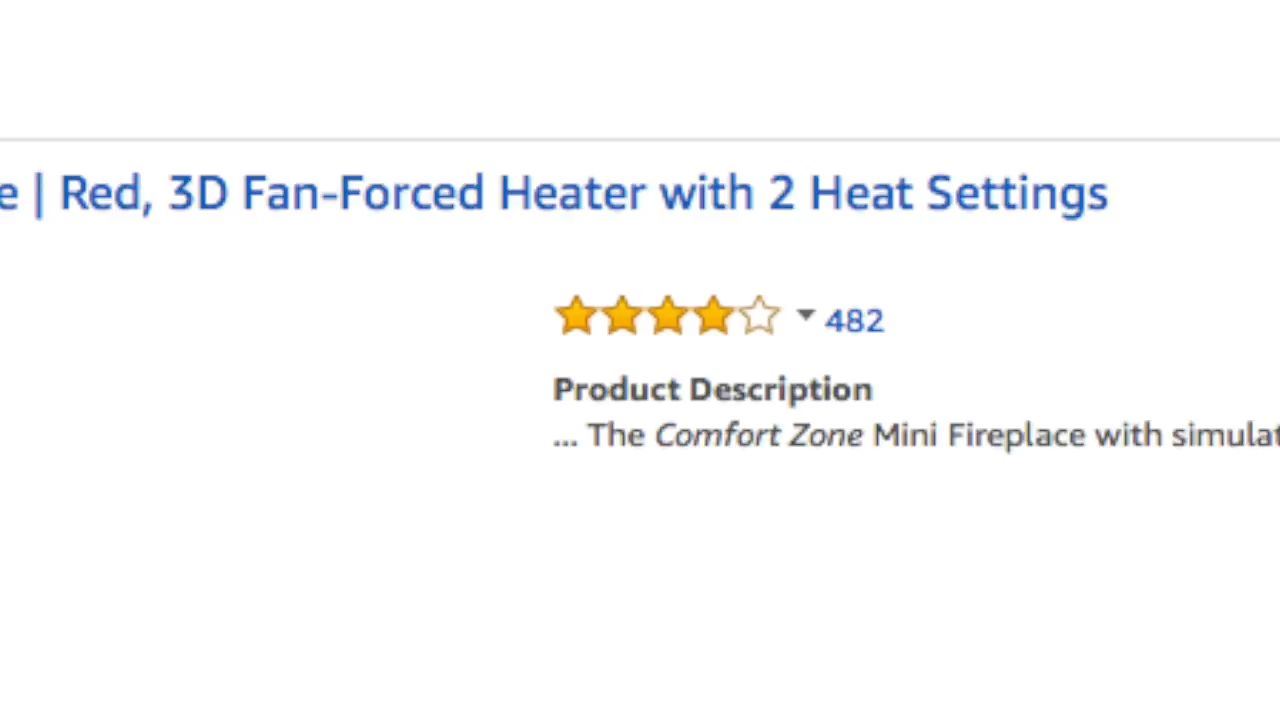 e | Red, 3D Fan-Forced Heater with 2 Heat Settings
482
Product Description
... The Comfort Zone Mini Fireplace with simulat